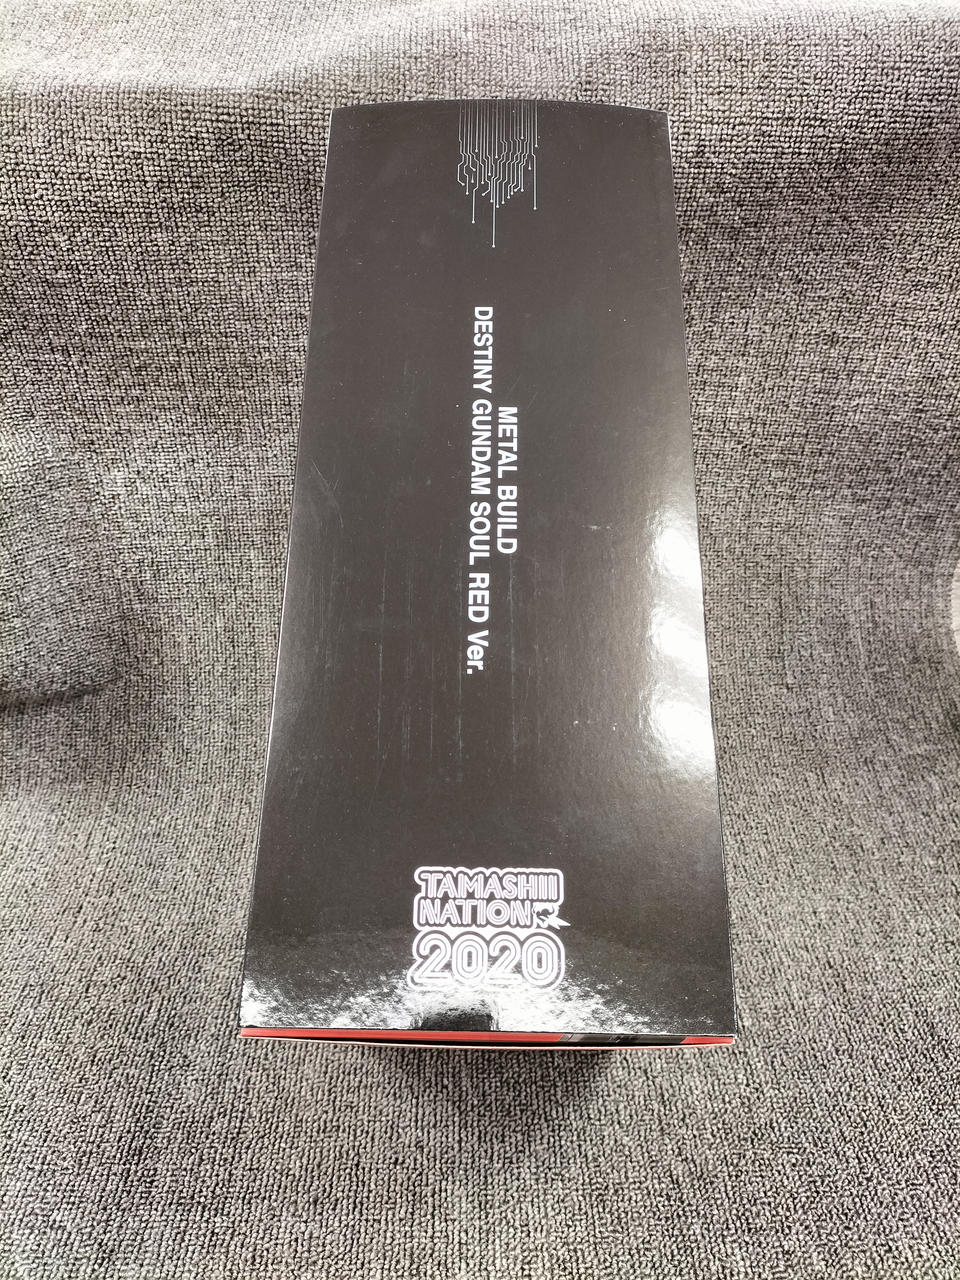 METAL BUILD
DESTINY GUNDAM SOUL RED Ver.
TAMASHII
NATION
2020